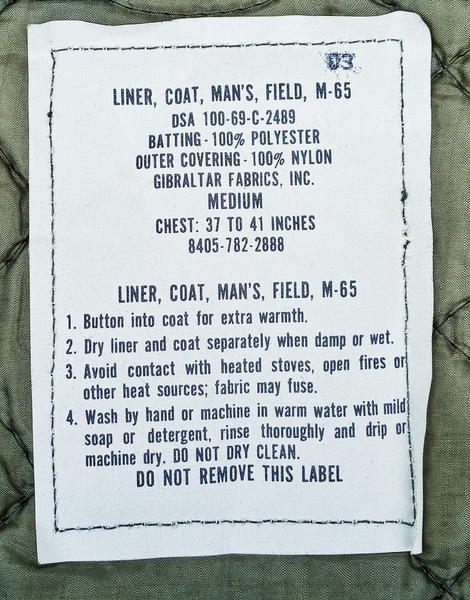 03
LINER, COAT, MAN'S, FIELD, M-65
DSA 100-69-C-2489
BATTING - 100% POLYESTER
OUTER COVERING - 100% NYLON
GIBRALTAR FABRICS, INC.
MEDIUM
CHEST: 37 TO 41 INCHES
8405-782-2888
LINER, COAT, MAN'S, FIELD, M-65
1. Button into coat for extra warmth.
2. Dry liner and coat separately when damp or wet.
3. Avoid contact with heated stoves, open fires or
other heat sources; fabric may fuse.
4. Wash by hand or machine in warm water with mild
soap or detergent, rinse thoroughly and drip or
machine dry. DO NOT DRY CLEAN.
DO NOT REMOVE THIS LABEL